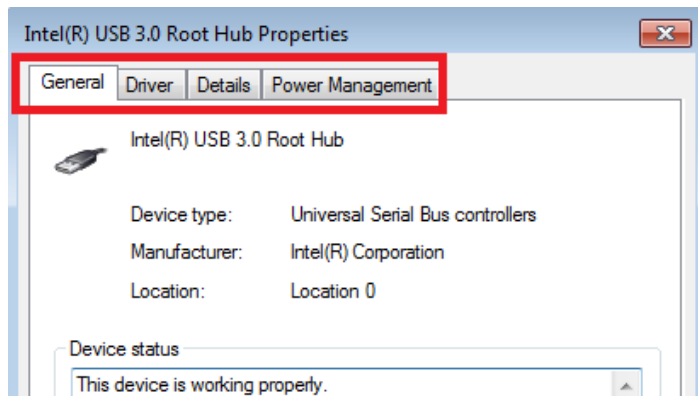 Intel(R) USB 3.0 Root Hub Properties
General Driver Details Power Management
Intel(R) USB 3.0 Root Hub
Device type: Universal Serial Bus controllers
Manufacturer: Intel(R) Corporation
Location: Location 0
Device status
This device is working properly.